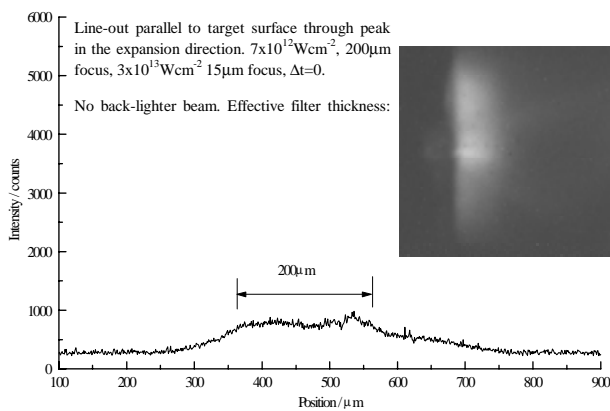 6000
Line-out parallel to target surface through peak
in the expansion direction. 7x10¹²Wcm⁻², 200μm
focus, 3x10¹³Wcm⁻² 15μm focus, Δt=0.
No back-lighter beam. Effective filter thickness:
5000
4000
3000
2000
1000
0
Intensity / counts
200μm
100
200
300
400
500
600
700
800
900
Position / μm